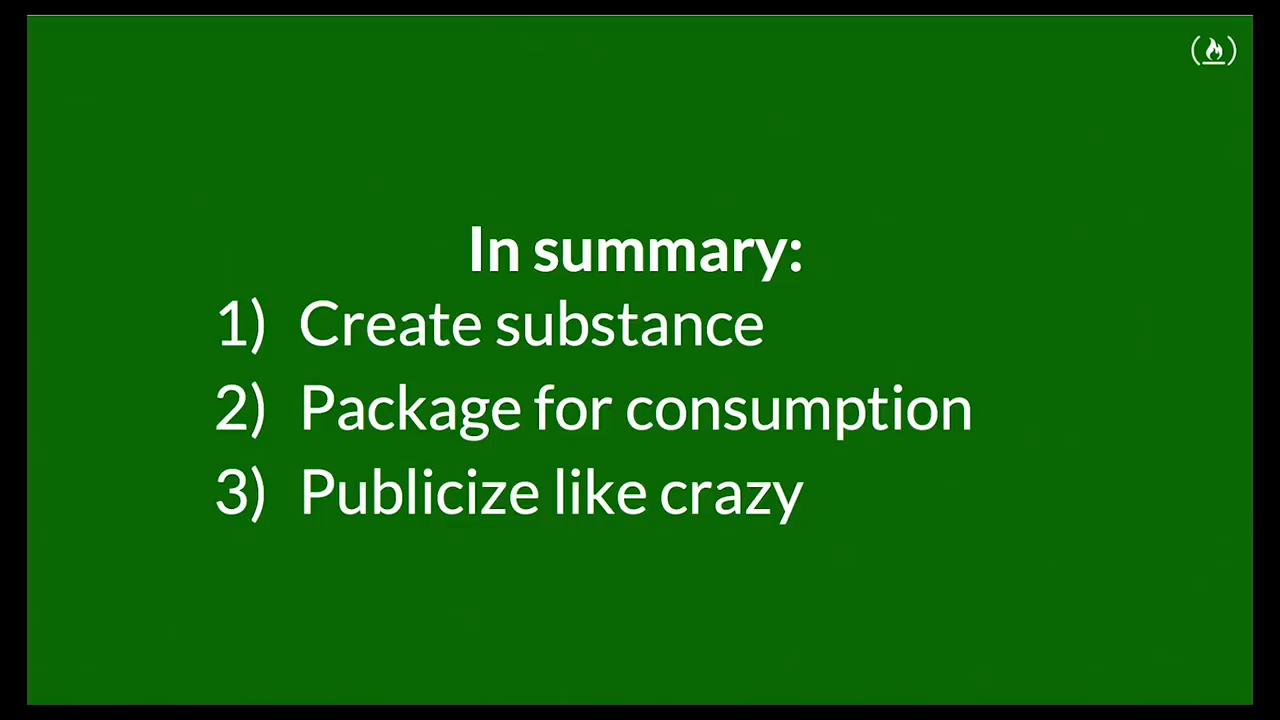 In summary:
1) Create substance
2) Package for consumption
3) Publicize like crazy